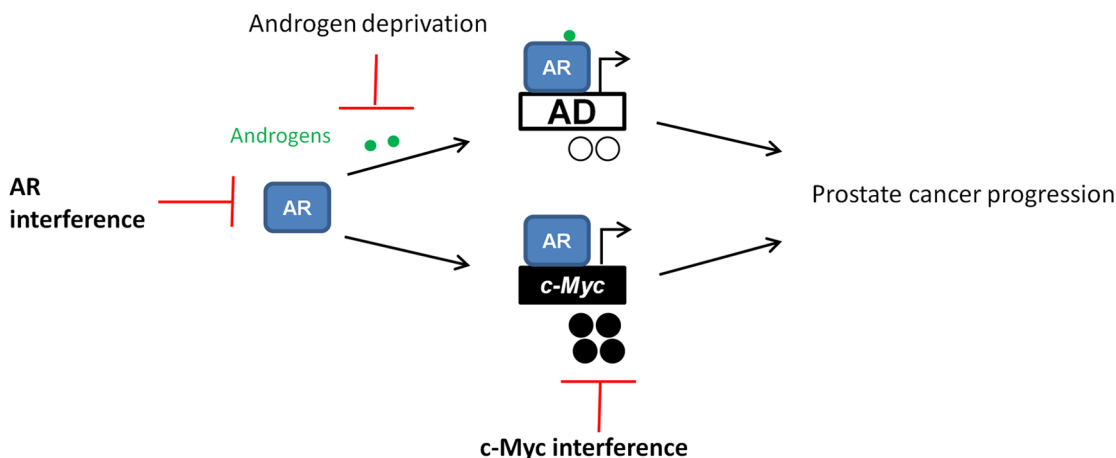 Androgen deprivation
AR
AD
Androgens
AR
interference
AR
Prostate cancer progression
AR
c-Myc
c-Myc interference